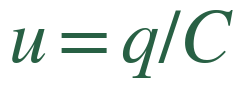 u = q/C